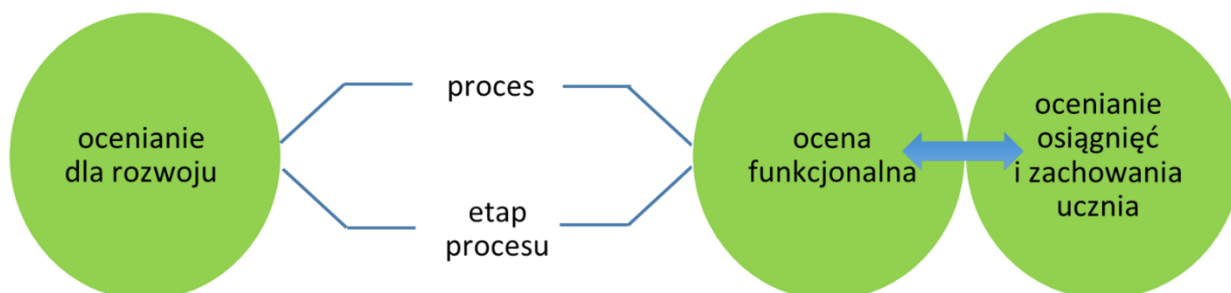 ocenianie
dla rozwoju
proces
etap
procesu
ocena
funkcjonalna
ocenianie
osiągnięć
i zachowania
ucznia